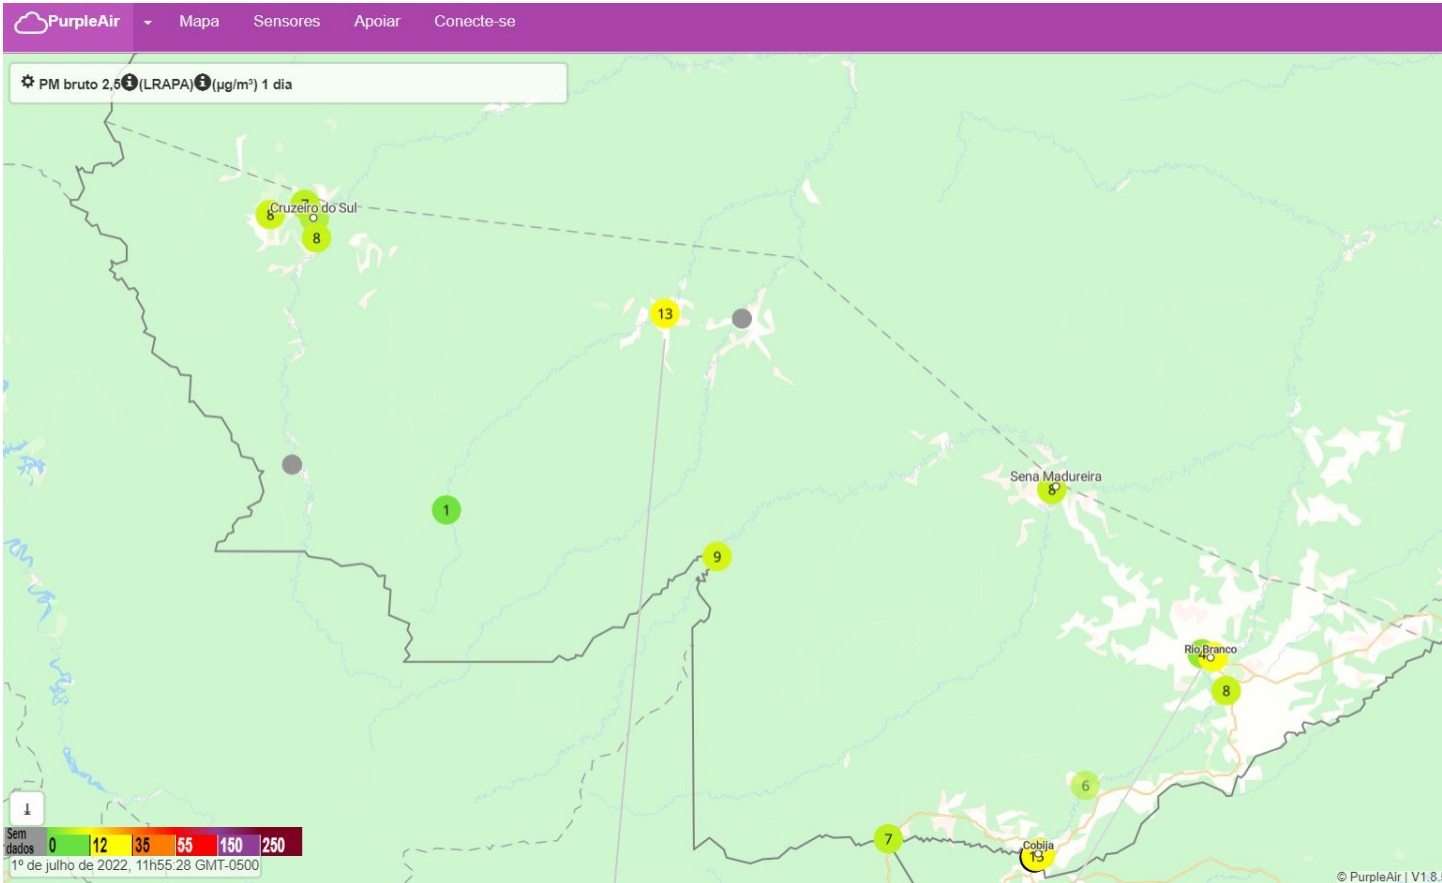 PurpleAir Mapa Sensores Apoiar Conecte-se
PM bruto 2,5 (LRAPA) (µg/m³) 1 dia
7
8 Cruzeiro do Sul
8
13
Sena Madureira
8
1
9
Rio Branco
4
8
6
7
Cobija
13
Sem dados 0 12 35 55 150 250
1º de julho de 2022, 11h55:28 GMT-0500
© PurpleAir | V1.8.